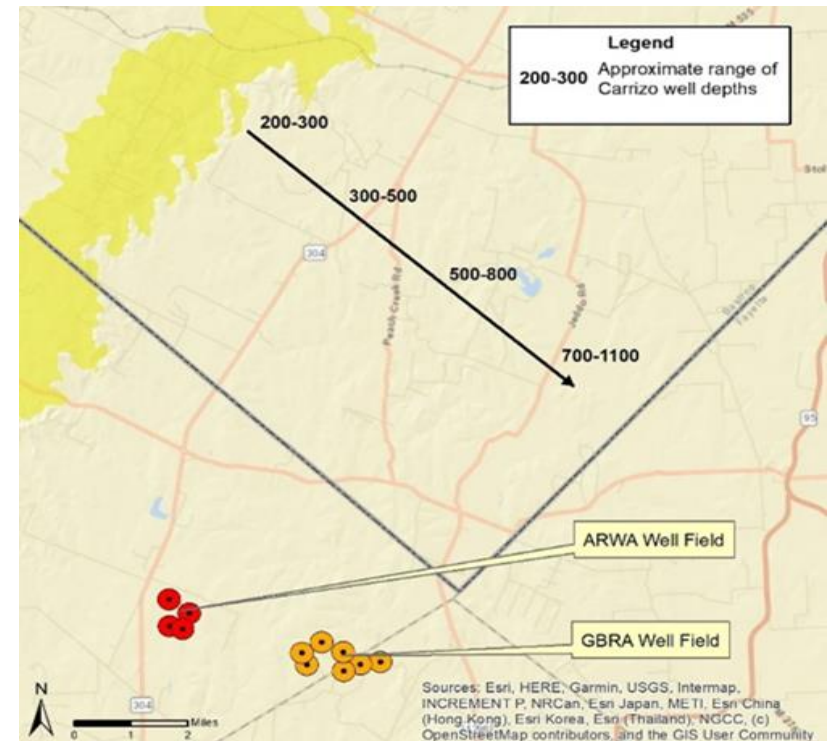 Legend
200-300 Approximate range of
Carrizo well depths
200-300
300-500
304
Peach Creek Rd
500-800
Jeddo Rd
Bastrop
Fayette
700-1100
95
ARWA Well Field
GBRA Well Field
304
N
Miles
0 1 2
Sources: Esri, HERE, Garmin, USGS, Intermap,
INCREMENT P, NRCan, Esri Japan, METI, Esri China
(Hong Kong), Esri Korea, Esri (Thailand), NGCC, (c)
OpenStreetMap contributors, and the GIS User Community